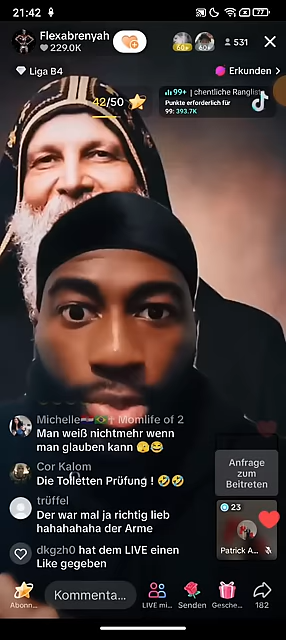 21:42
77
Flexabrenyah
229.0K
60+
60+
531
Liga B4
Erkunden
42/50
99+ | chentliche Ranglis
Punkte erforderlich für
99: 393.7K
Michelle Momlife of 2
Man weiß nichtmehr wenn
man glauben kann
Cor Kalom
Die Toiletten Prüfung !
trüffel
Der war mal ja richtig lieb
hahahahaha der Arme
dkgzh0 hat dem LIVE einen
Like gegeben
Anfrage
zum
Beitreten
23
Patrick A...
Abonn...
Kommenta...
LIVE mi...
Senden
Gesche...
182